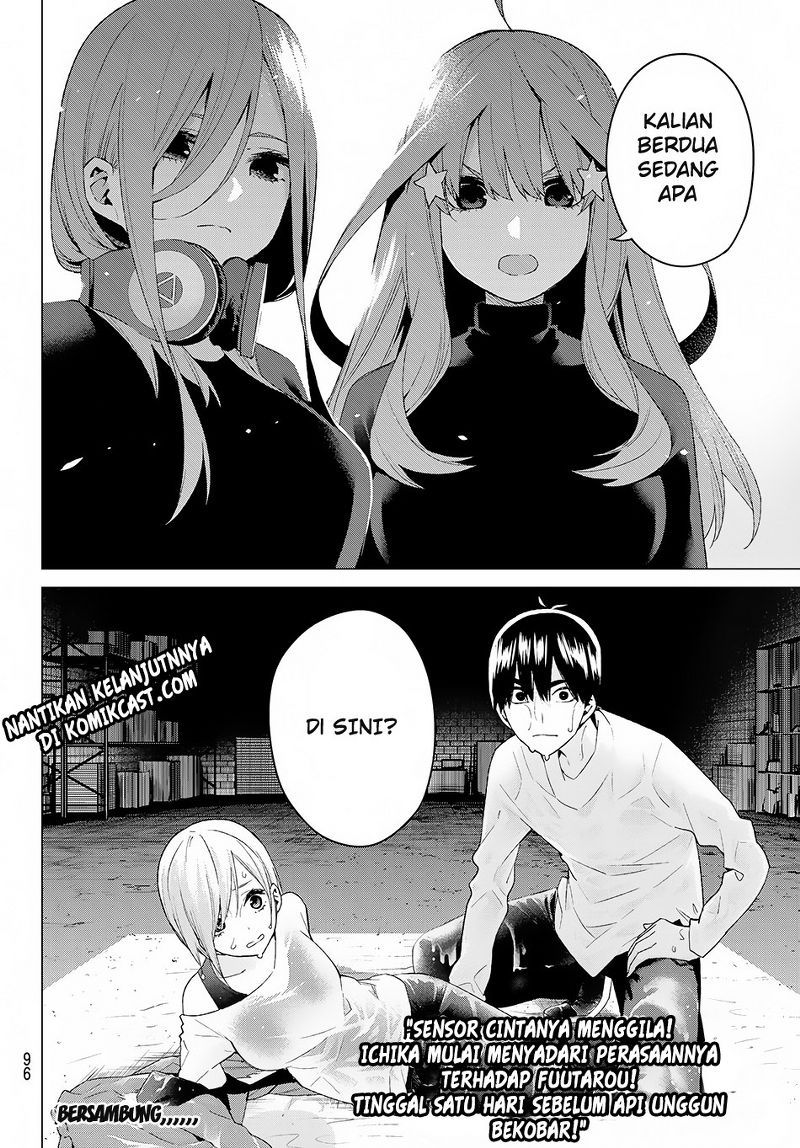 KALIAN
BERDUA
SEDANG
APA
NANTIKAN KELANJUTNNYA
DI KOMIKCAST.COM
DI SINI?
"SENSOR CINTANYA MENGGILA!
ICHIKA MULAI MENYADARI PERASAANNYA
TERHADAP FUUTAROU!
TINGGAL SATU HARI SEBELUM API UNGGUN
BEKOBAR!"
BERSAMBUNG,,,,,,
96